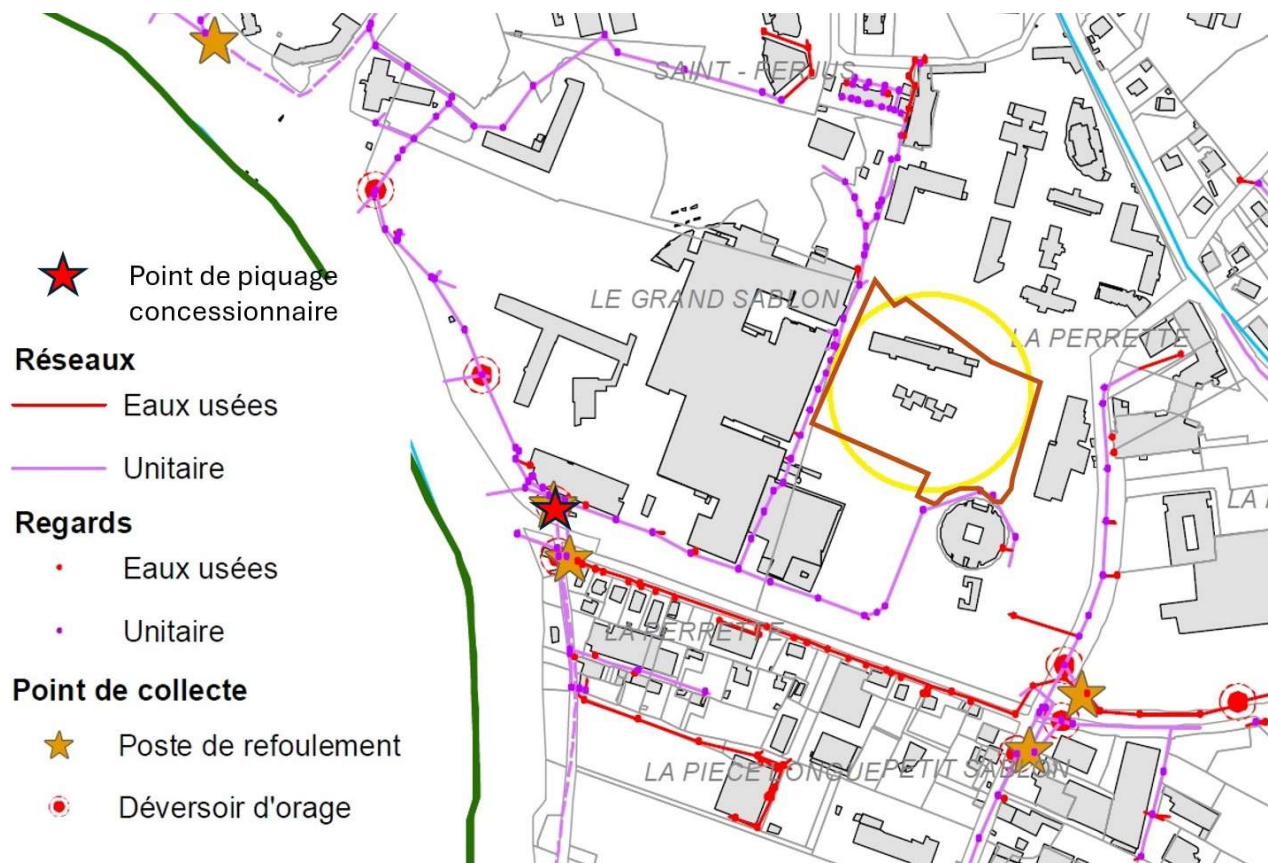 SAINT - FERJUS
Point de piquage
concessionnaire
LE GRAND SABLON
LA PERRETTE
Réseaux
Eaux usées
Unitaire
Regards
Eaux usées
Unitaire
LA PERRETTE
Point de collecte
Poste de refoulement
LA PIECE LONGUE
PETIT SABLON
Déversoir d'orage